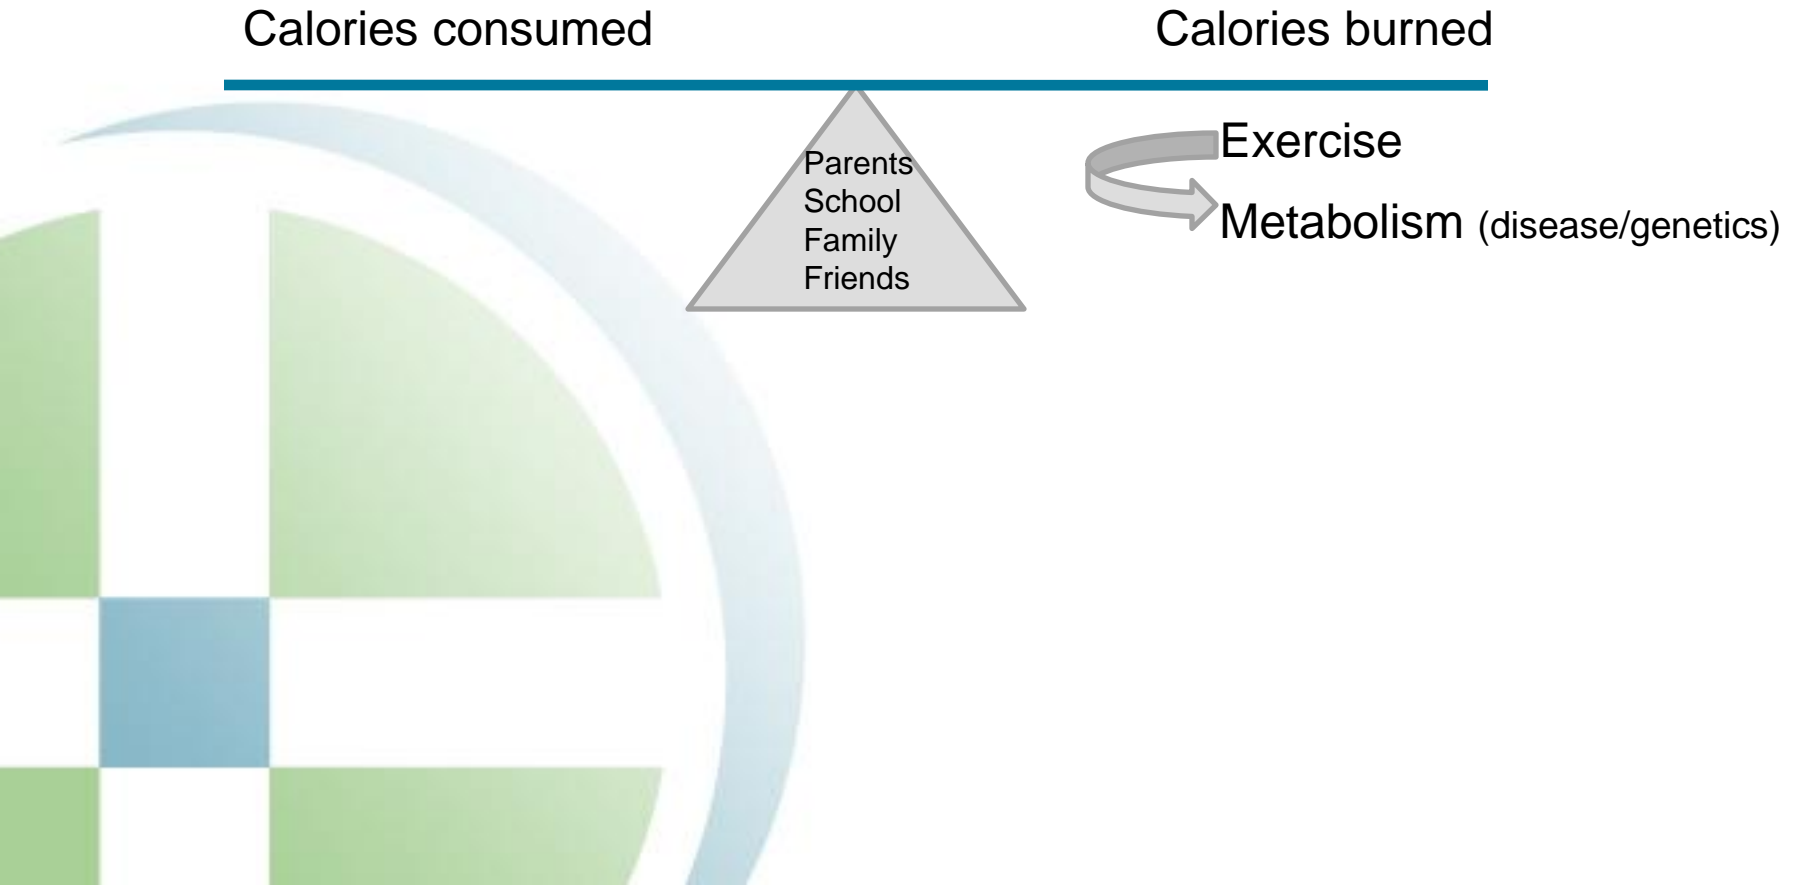 Calories consumed
Calories burned
Parents
School
Family
Friends
Exercise
Metabolism (disease/genetics)